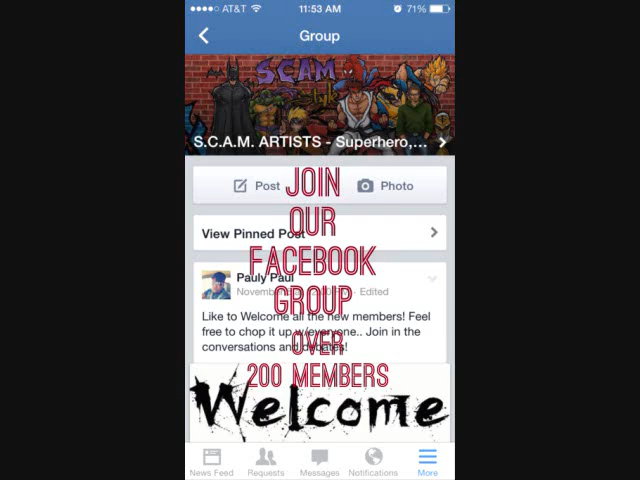 AT&T 11:53 AM 71%
Group
SCAM
Style
S.C.A.M. ARTISTS - Superhero,...
Post Photo
JOIN
OUR
View Pinned Post
FACEBOOK
Pauly Paul
GROUP
Edited
Like to Welcome all the new members! Feel
free to chop it up w/everyone.. Join in the
OVER
conversations and debates!
200 MEMBERS
Welcome
News Feed Requests Messages Notifications More